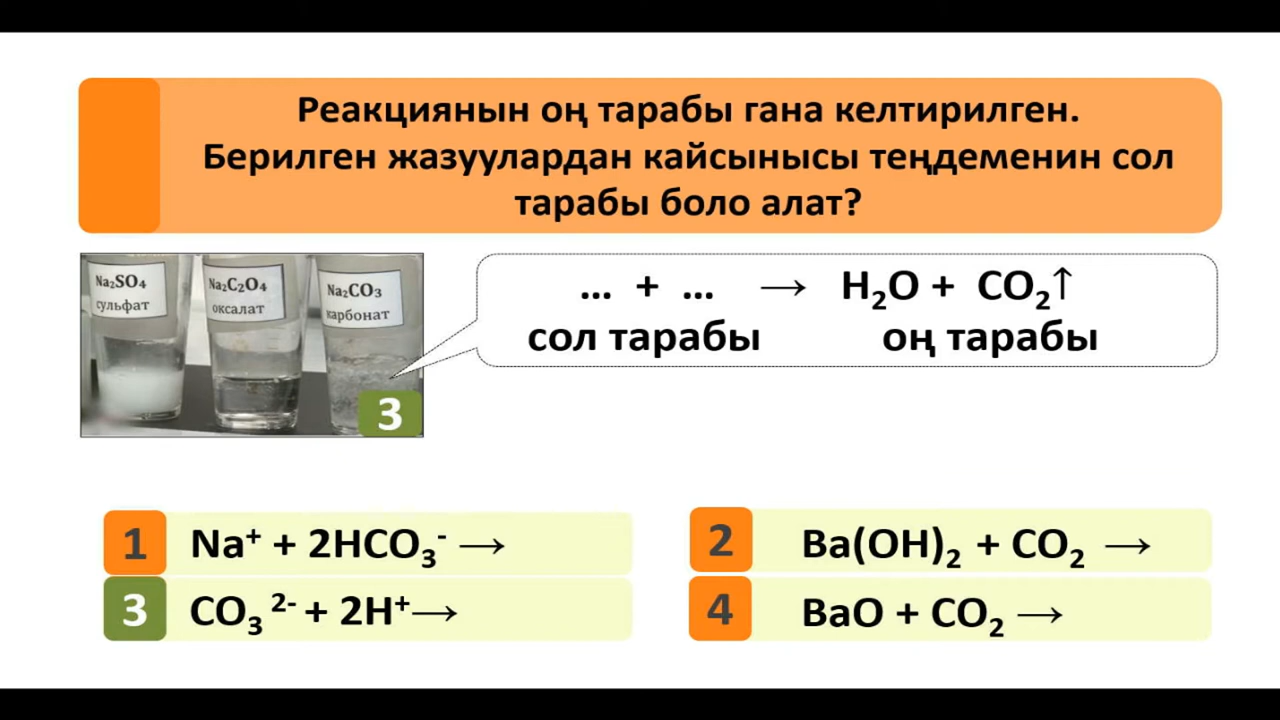 Реакциянын оң тарабы гана келтирилген.
Берилген жазуулардан кайсынысы теңдеменин сол
тарабы боло алат?
Na₂SO₄
сульфат
Na₂C₂O₄
оксалат
Na₂CO₃
карбонат
3
... + ... → H₂O + CO₂↑
сол тарабы оң тарабы
1 Na⁺ + 2HCO₃⁻ →
2 Ba(OH)₂ + CO₂ →
3 CO₃²⁻ + 2H⁺→
4 BaO + CO₂ →